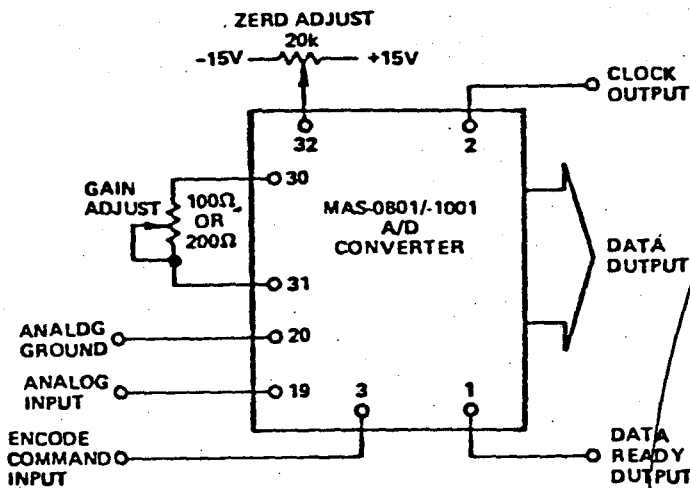 ZERD ADJUST
20k
-15V
+15V
CLOCK
OUTPUT
32
2
30
GAIN
ADJUST
100Ω
OR
200Ω
MAS-0801/-1001
A/D
CONVERTER
DATA
DUTPUT
31
ANALDG
GROUND
20
ANALOG
INPUT
19
3
1
ENCODE
COMMAND
INPUT
DATA
READY
DUTPUT